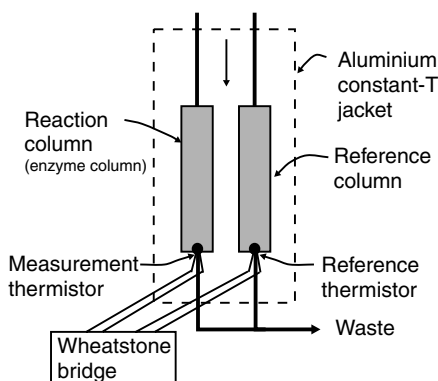 Aluminium
constant-T
jacket
Reaction
column
(enzyme column)
Reference
column
Measurement
thermistor
Reference
thermistor
Waste
Wheatstone
bridge